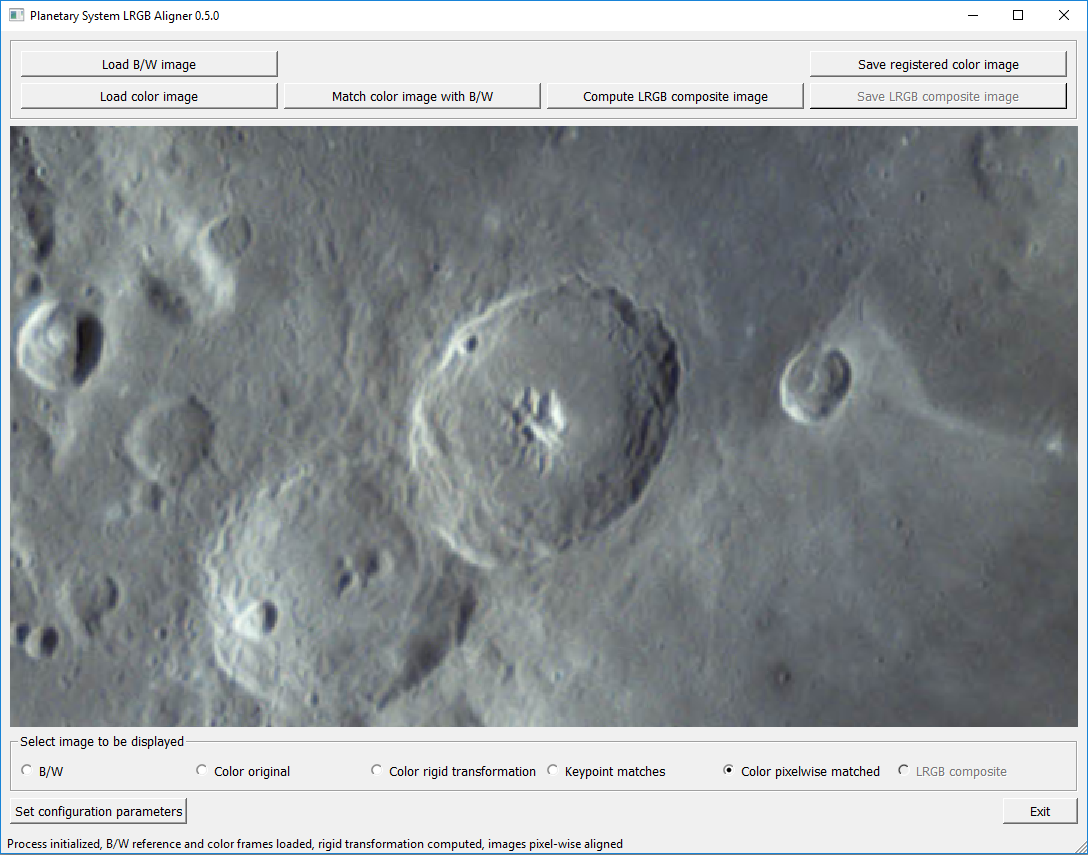 Planetary System LRGB Aligner 0.5.0
Load B/W image
Save registered color image
Load color image
Match color image with B/W
Compute LRGB composite image
Save LRGB composite image
Select image to be displayed
B/W
Color original
Color rigid transformation
Keypoint matches
Color pixelwise matched
LRGB composite
Set configuration parameters
Exit
Process initialized, B/W reference and color frames loaded, rigid transformation computed, images pixel-wise aligned